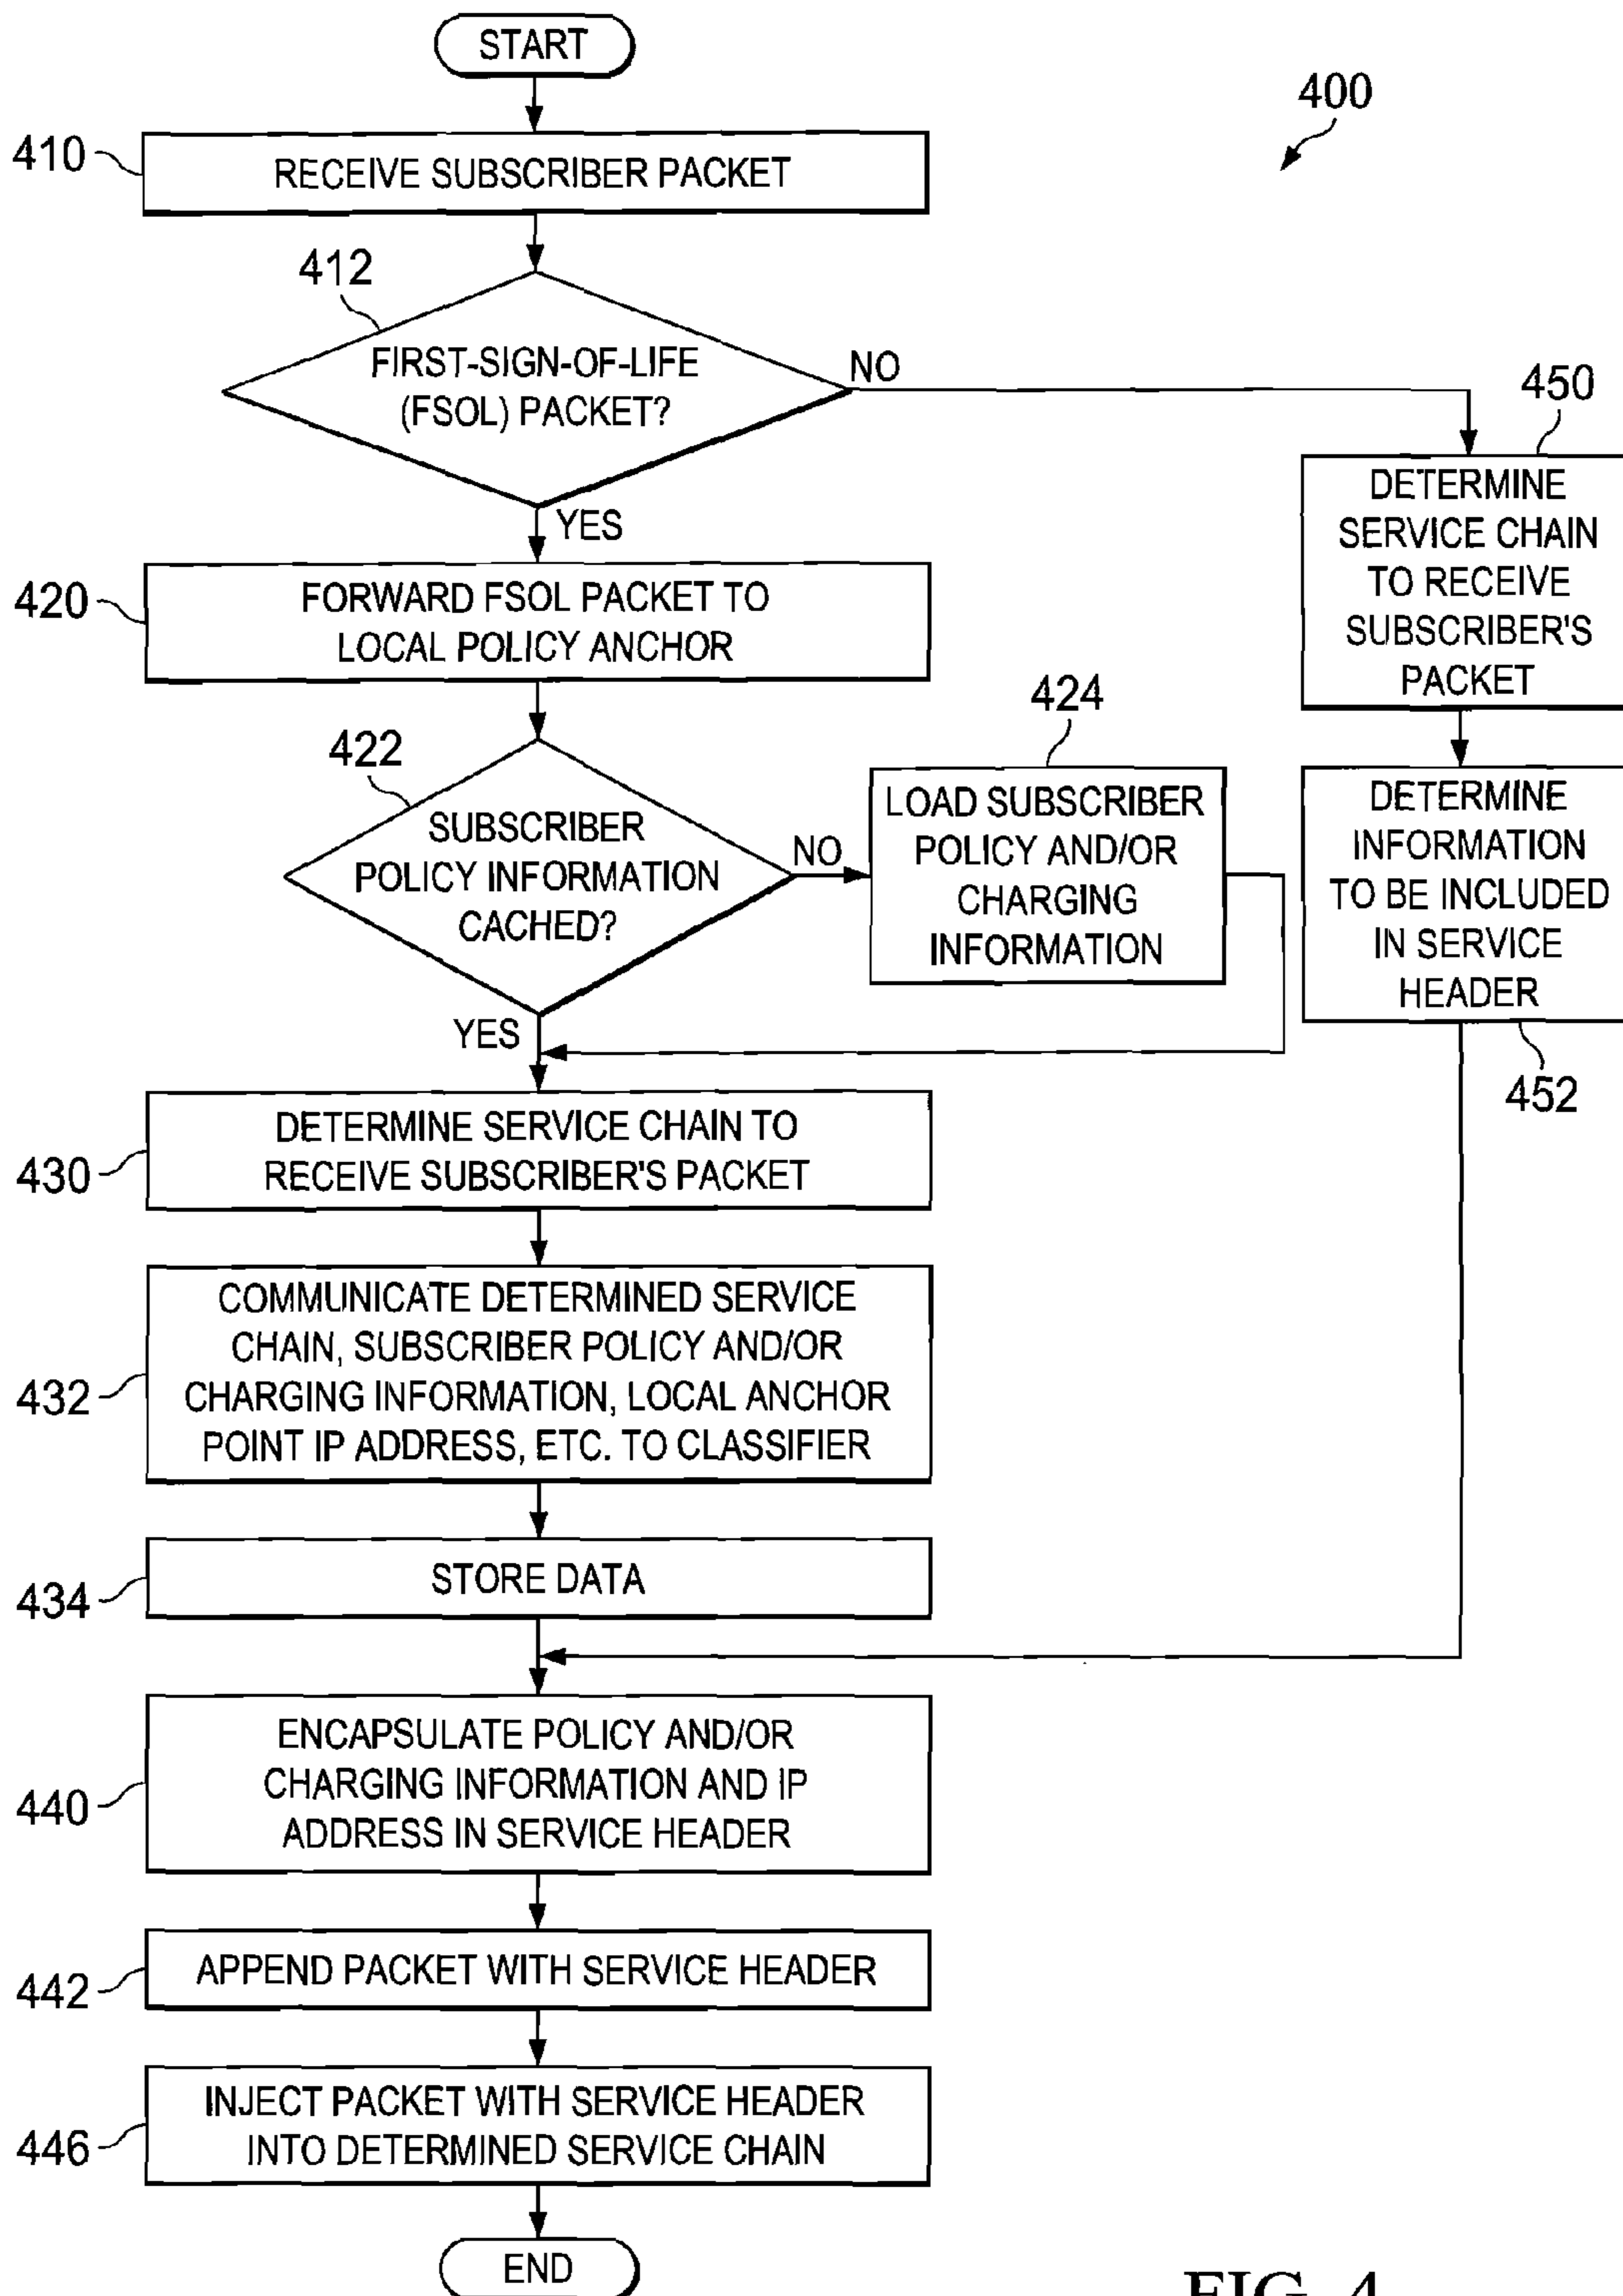 START
400
410
RECEIVE SUBSCRIBER PACKET
412
FIRST-SIGN-OF-LIFE
(FSOL) PACKET?
NO
YES
450
DETERMINE
SERVICE CHAIN
TO RECEIVE
SUBSCRIBER'S
PACKET
420
FORWARD FSOL PACKET TO
LOCAL POLICY ANCHOR
422
SUBSCRIBER
POLICY INFORMATION
CACHED?
NO
YES
424
LOAD SUBSCRIBER
POLICY AND/OR
CHARGING
INFORMATION
DETERMINE
INFORMATION
TO BE INCLUDED
IN SERVICE
HEADER
452
430
DETERMINE SERVICE CHAIN TO
RECEIVE SUBSCRIBER'S PACKET
432
COMMUNICATE DETERMINED SERVICE
CHAIN, SUBSCRIBER POLICY AND/OR
CHARGING INFORMATION, LOCAL ANCHOR
POINT IP ADDRESS, ETC. TO CLASSIFIER
434
STORE DATA
440
ENCAPSULATE POLICY AND/OR
CHARGING INFORMATION AND IP
ADDRESS IN SERVICE HEADER
442
APPEND PACKET WITH SERVICE HEADER
446
INJECT PACKET WITH SERVICE HEADER
INTO DETERMINED SERVICE CHAIN
END
FIG. 4